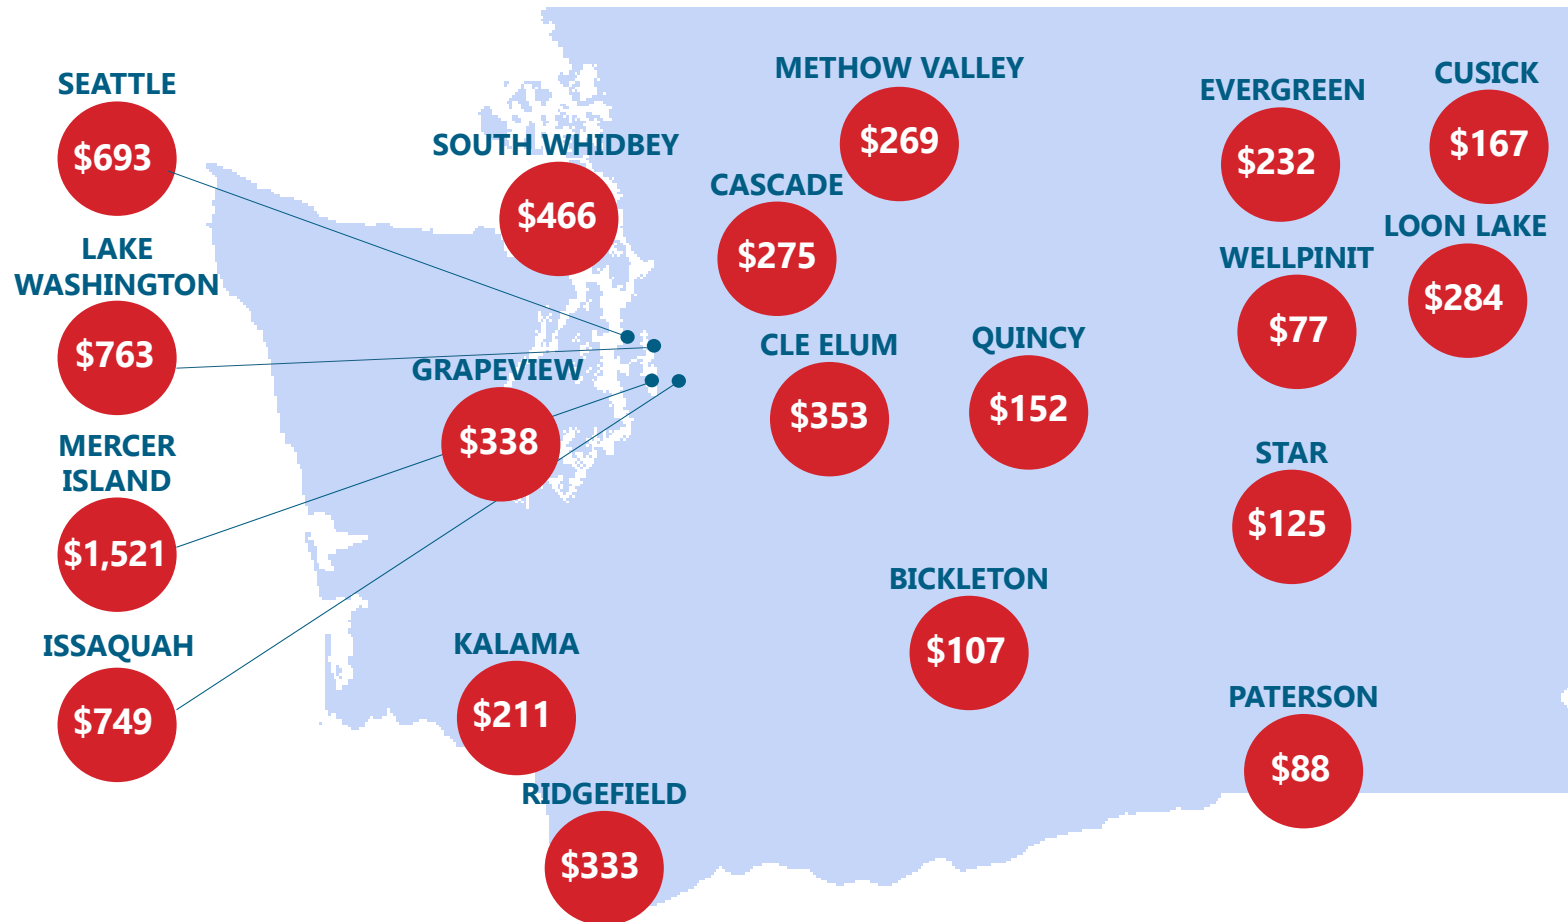 SEATTLE
$693
LAKE
WASHINGTON
$763
MERCER
ISLAND
$1,521
ISSAQUAH
$749
SOUTH WHIDBEY
$466
GRAPEVIEW
$338
KALAMA
$211
RIDGEFIELD
$333
METHOW VALLEY
$269
CASCADE
$275
CLE ELUM
$353
QUINCY
$152
BICKLETON
$107
EVERGREEN
$232
CUSICK
$167
LOON LAKE
$284
WELLPINIT
$77
STAR
$125
PATERSON
$88